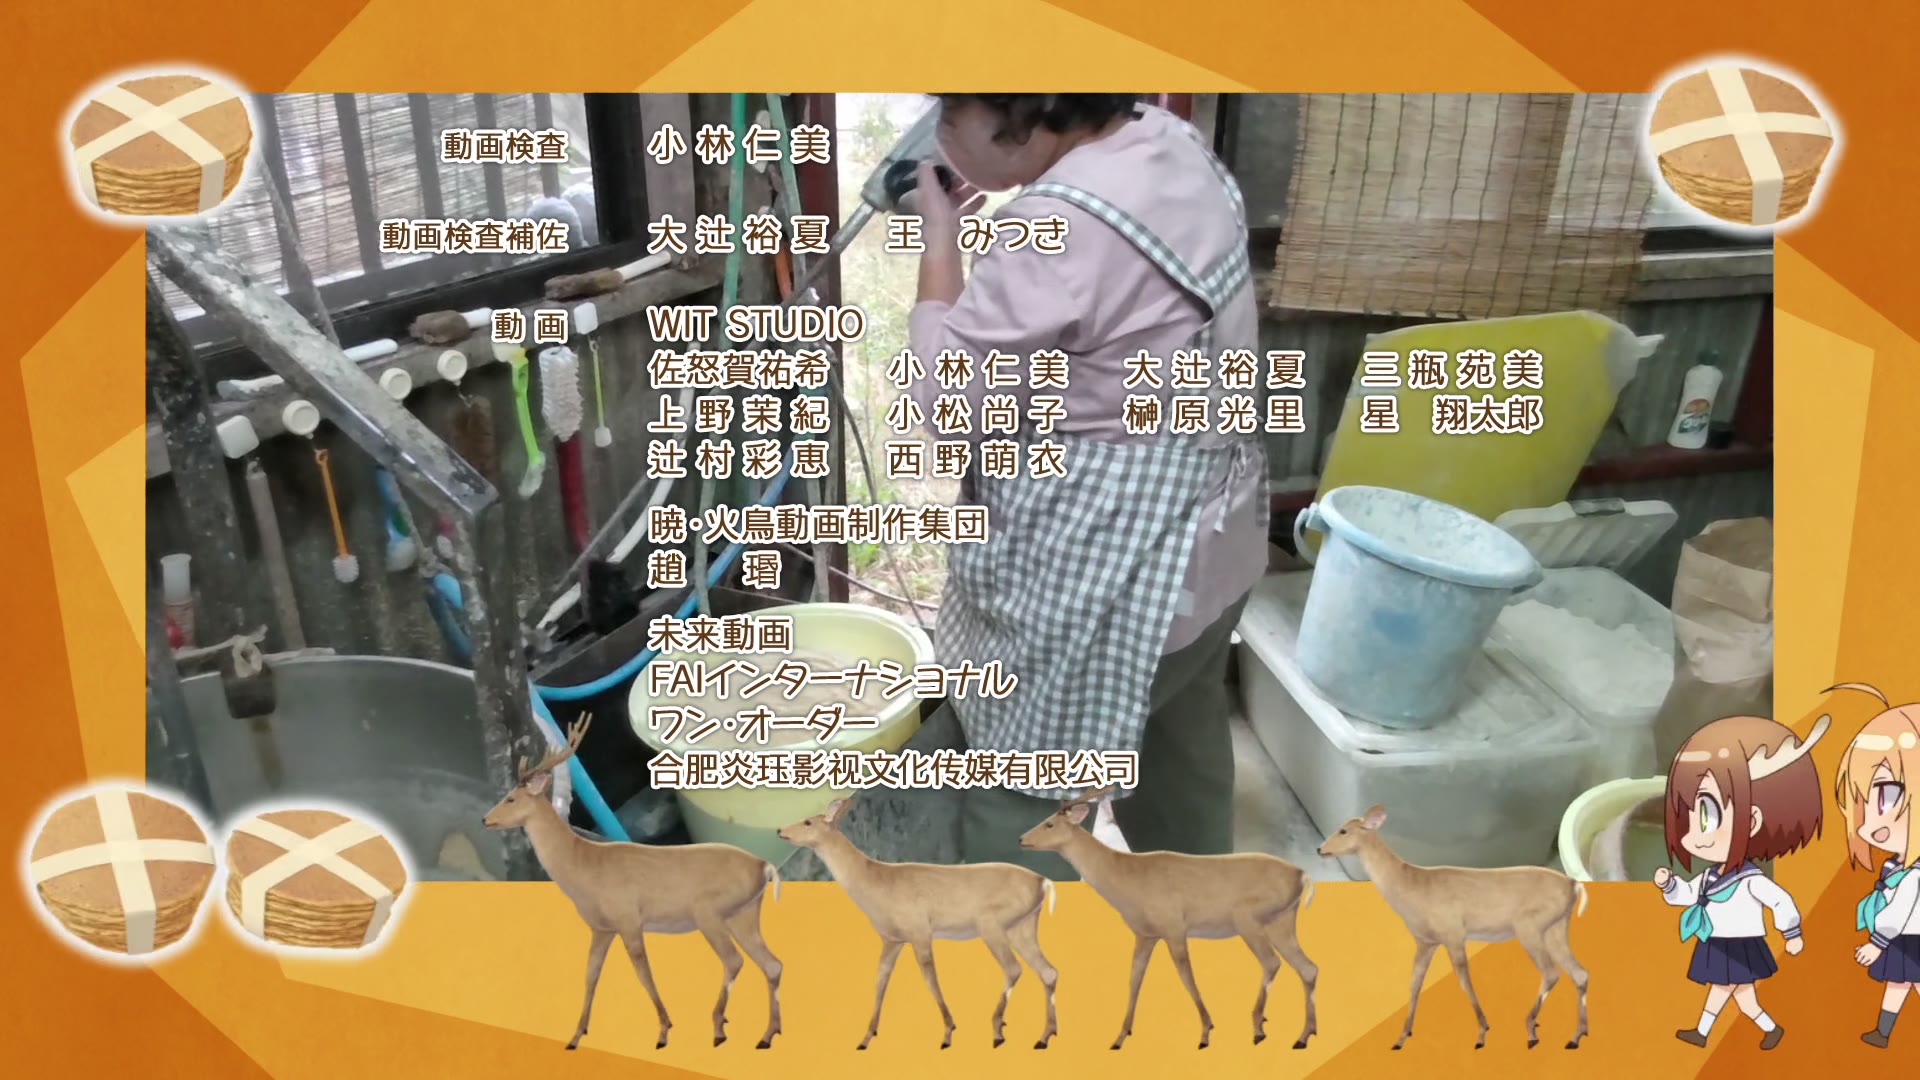 動画検査 小林仁美
動画検査補佐 大辻裕夏 王 みつき
動画 WIT STUDIO
佐怒賀祐希 小林仁美 大辻裕夏 三瓶苑美
上野茉紀 小松尚子 榊原光里 星 翔太郎
辻村彩恵 西野萌衣
暁・火鳥動画制作集団
趙 瑠
未来動画
FAIインターナショナル
ワン・オーダー
合肥炎珏影视文化传媒有限公司